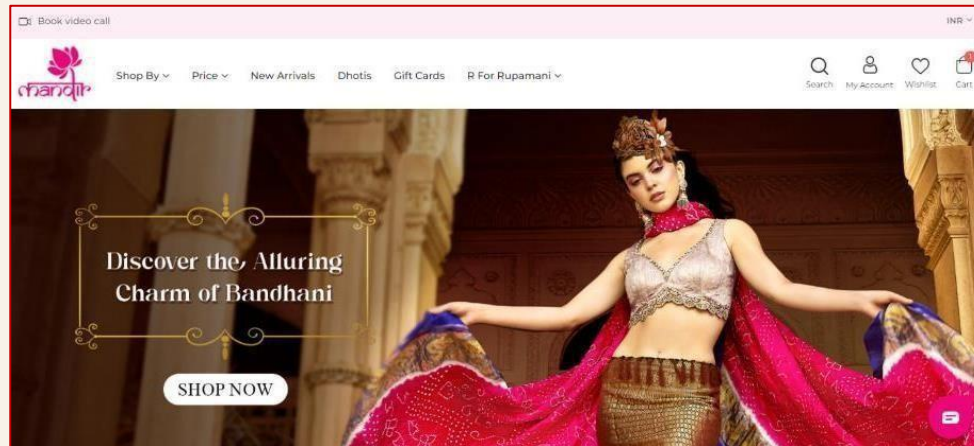 Book video call
INR
mandir
Shop By
Price
New Arrivals
Dhotis
Gift Cards
R For Rupamani
Search
My Account
Wishlist
1
Cart
Discover the Alluring
Charm of Bandhani
SHOP NOW